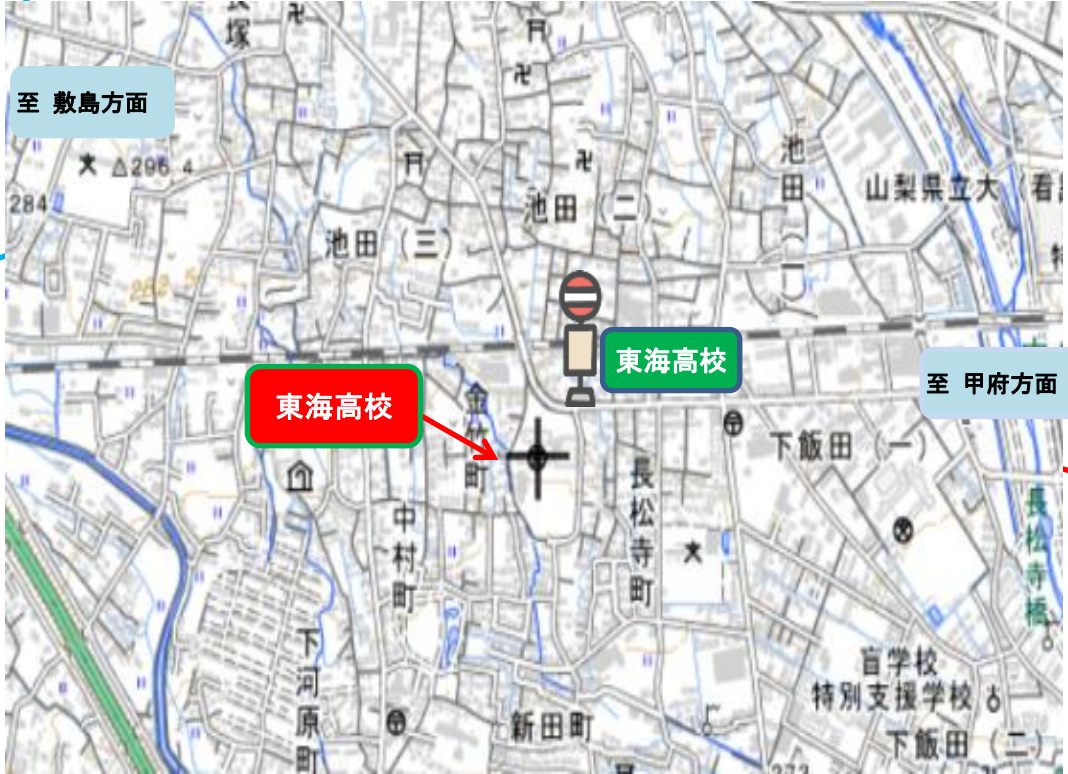 塚
至 敷島方面
296.4
284
池田(三)
池田(二)
池田(一)
山梨県立大(看
東海高校
東海高校
至 甲府方面
金竹町
下飯田(一)
長松寺町
中村町
長松寺橋
下河原町
盲学校
特別支援学校
新田町
下飯田(二)
273